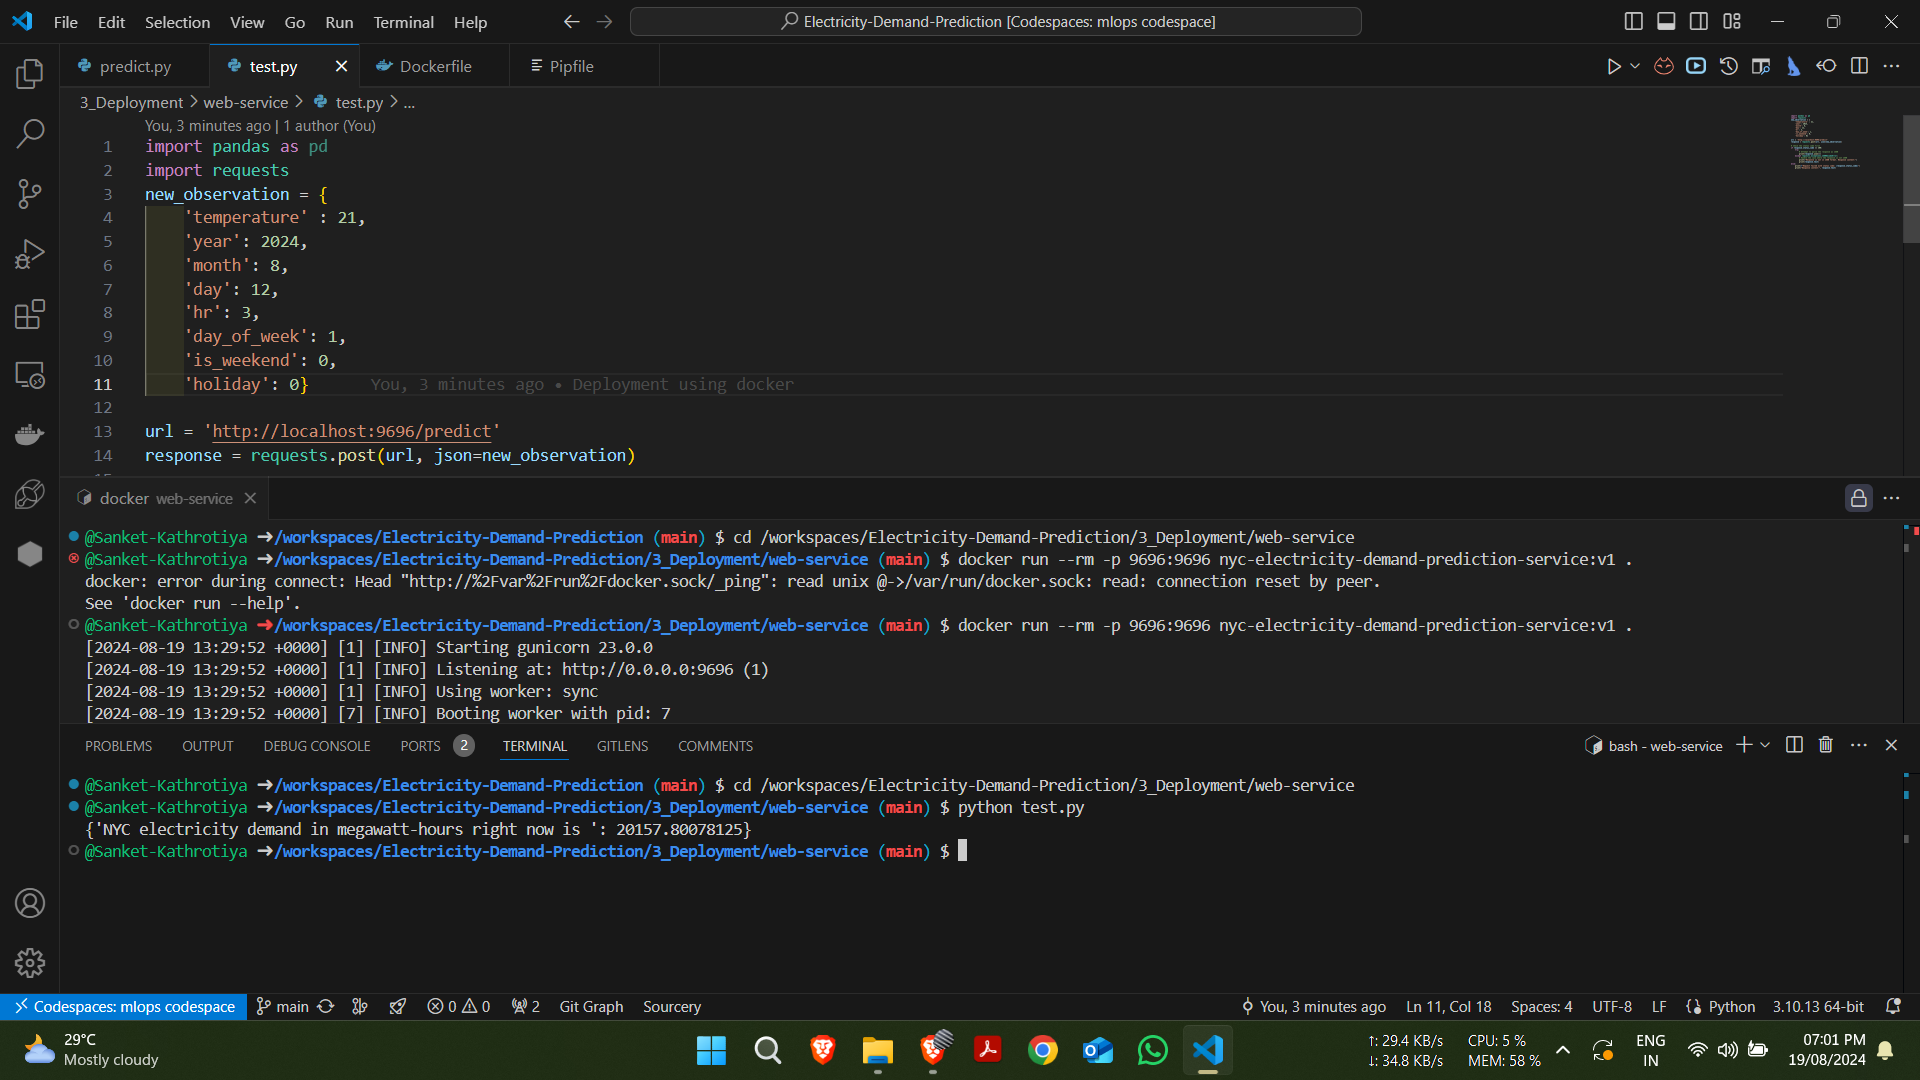 File Edit Selection View Go Run Terminal Help
Electricity-Demand-Prediction [Codespaces: mlops codespace]
predict.py
test.py
Dockerfile
Pipfile
3_Deployment > web-service > test.py > ...
You, 3 minutes ago | 1 author (You)
1 import pandas as pd
2 import requests
3 new_observation = {
4 'temperature' : 21,
5 'year': 2024,
6 'month': 8,
7 'day': 12,
8 'hr': 3,
9 'day_of_week': 1,
10 'is_weekend': 0,
11 'holiday': 0} You, 3 minutes ago • Deployment using docker
12
13 url = 'http://localhost:9696/predict'
14 response = requests.post(url, json=new_observation)
docker web-service
@Sanket-Kathrotiya ➜/workspaces/Electricity-Demand-Prediction (main) $ cd /workspaces/Electricity-Demand-Prediction/3_Deployment/web-service
@Sanket-Kathrotiya ➜/workspaces/Electricity-Demand-Prediction/3_Deployment/web-service (main) $ docker run --rm -p 9696:9696 nyc-electricity-demand-prediction-service:v1 .
docker: error during connect: Head "http://%2Fvar%2Frun%2Fdocker.sock/_ping": read unix @->/var/run/docker.sock: read: connection reset by peer.
See 'docker run --help'.
@Sanket-Kathrotiya ➜/workspaces/Electricity-Demand-Prediction/3_Deployment/web-service (main) $ docker run --rm -p 9696:9696 nyc-electricity-demand-prediction-service:v1 .
[2024-08-19 13:29:52 +0000] [1] [INFO] Starting gunicorn 23.0.0
[2024-08-19 13:29:52 +0000] [1] [INFO] Listening at: http://0.0.0.0:9696 (1)
[2024-08-19 13:29:52 +0000] [1] [INFO] Using worker: sync
[2024-08-19 13:29:52 +0000] [7] [INFO] Booting worker with pid: 7
PROBLEMS OUTPUT DEBUG CONSOLE PORTS 2 TERMINAL GITLENS COMMENTS
bash - web-service
@Sanket-Kathrotiya ➜/workspaces/Electricity-Demand-Prediction (main) $ cd /workspaces/Electricity-Demand-Prediction/3_Deployment/web-service
@Sanket-Kathrotiya ➜/workspaces/Electricity-Demand-Prediction/3_Deployment/web-service (main) $ python test.py
{'NYC electricity demand in megawatt-hours right now is ': 20157.80078125}
@Sanket-Kathrotiya ➜/workspaces/Electricity-Demand-Prediction/3_Deployment/web-service (main) $
Codespaces: mlops codespace main 0 0 2 Git Graph Sourcery
You, 3 minutes ago Ln 11, Col 18 Spaces: 4 UTF-8 LF Python 3.10.13 64-bit
29°C
Mostly cloudy
↑: 29.4 KB/s
↓: 34.8 KB/s
CPU: 5 %
MEM: 58 %
ENG
IN
07:01 PM
19/08/2024